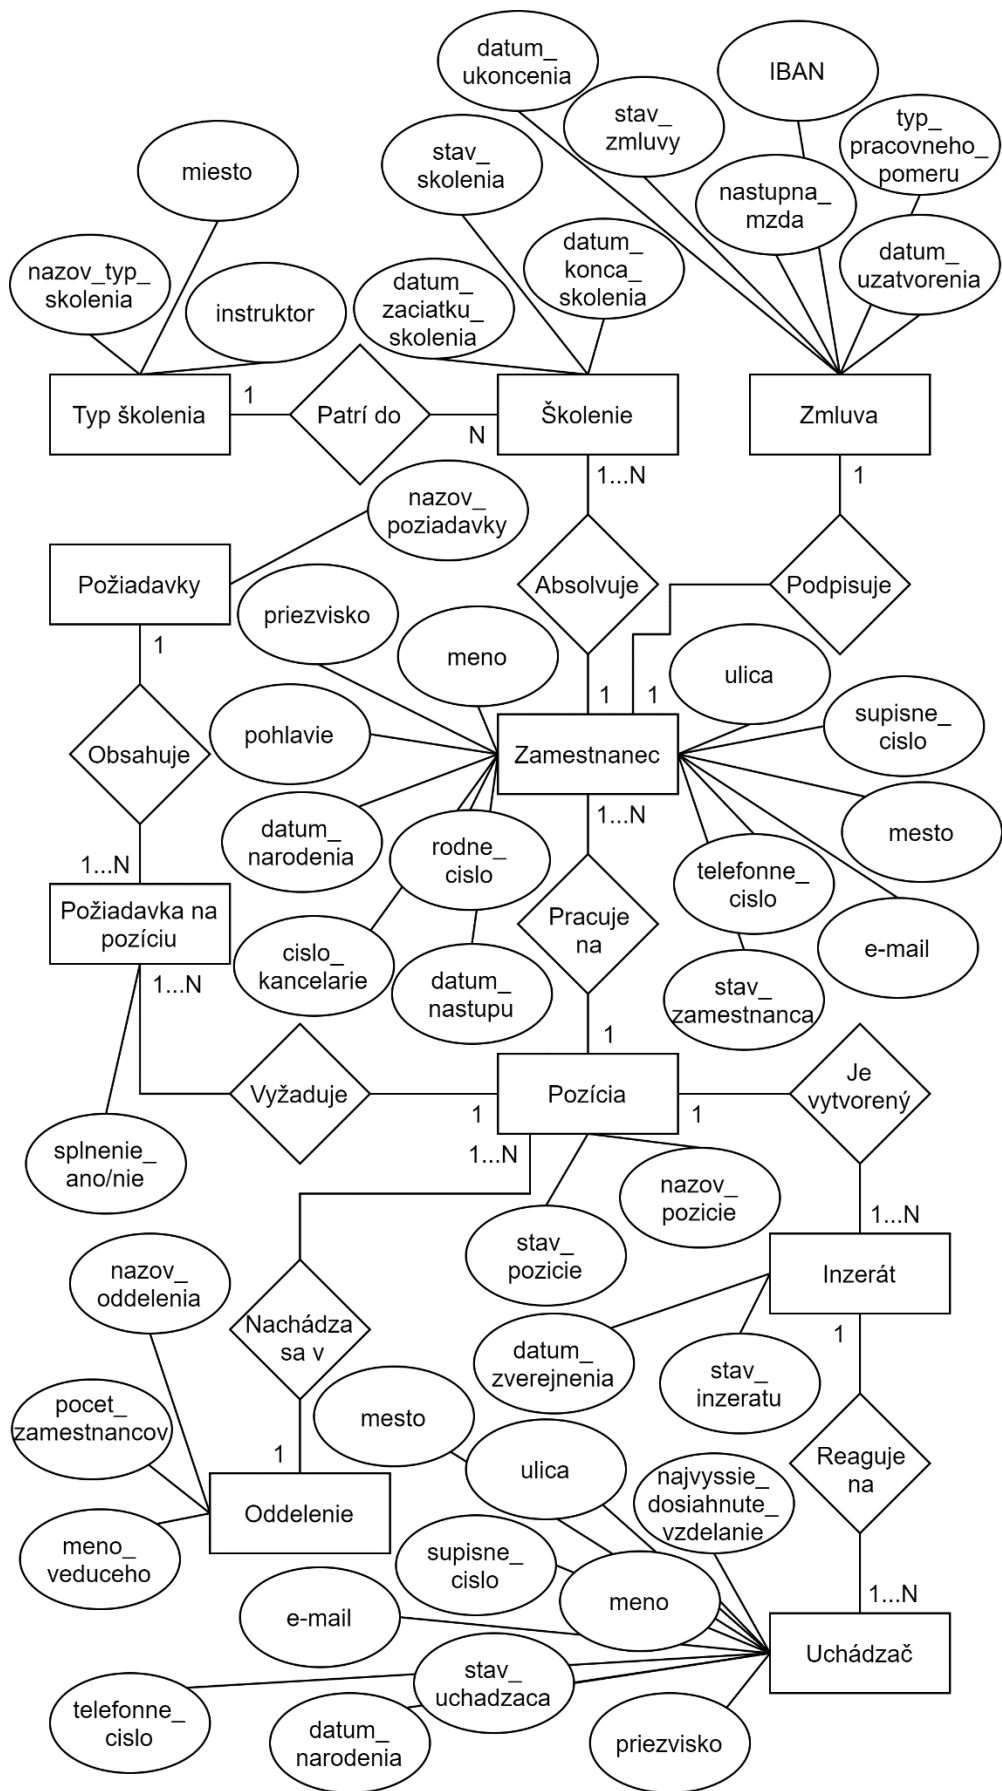 datum_
ukoncenia
IBAN
stav_
zmluvy
typ_
pracovneho_
pomeru
stav_
skolenia
miesto
nastupna_
mzda
nazov_typ_
skolenia
datum_
konca_
skolenia
datum_
uzatvorenia
instruktor
datum_
zaciatku_
skolenia
Typ školenia
1
Patrí do
N
Školenie
Zmluva
1...N
1
nazov_
poziadavky
Požiadavky
Absolvuje
Podpisuje
priezvisko
1
meno
ulica
1
1
supisne_
cislo
pohlavie
Obsahuje
Zamestnanec
1...N
mesto
datum_
narodenia
rodne_
cislo
telefonne_
cislo
1...N
Požiadavka na
pozíciu
Pracuje
na
e-mail
1...N
cislo_
kancelarie
datum_
nastupu
stav_
zamestnanca
1
Vyžaduje
1
Pozícia
1
Je
vytvorený
1...N
splnenie_
ano/nie
nazov_
pozicie
1...N
stav_
pozicie
Inzerát
nazov_
oddelenia
Nachádza
sa v
1
datum_
zverejnenia
stav_
inzeratu
mesto
pocet_
zamestnancov
1
ulica
najvyssie_
dosiahnute_
vzdelanie
Reaguje
na
Oddelenie
meno_
veduceho
supisne_
cislo
meno
1...N
e-mail
Uchádzač
stav_
uchadzaca
telefonne_
cislo
datum_
narodenia
priezvisko